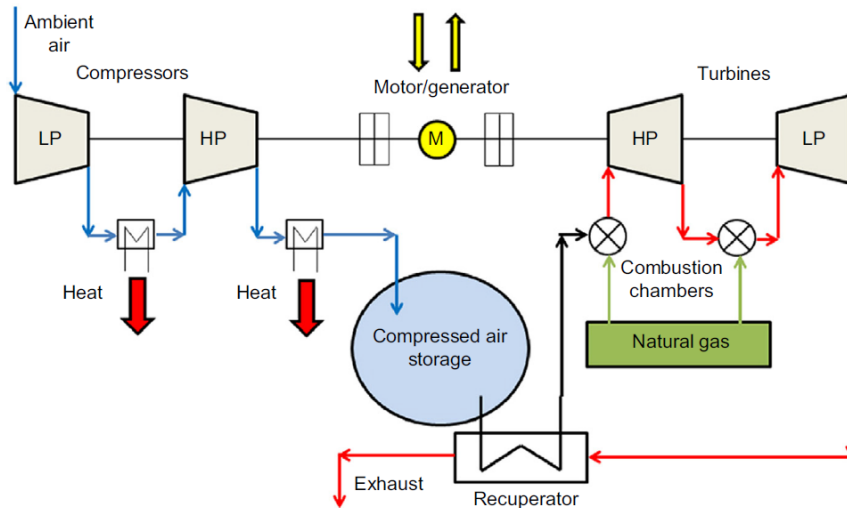 Ambient
air
Compressors
Motor/generator
Turbines
LP
HP
M
HP
LP
Heat
Heat
Combustion
chambers
Compressed air
storage
Natural gas
Exhaust
Recuperator